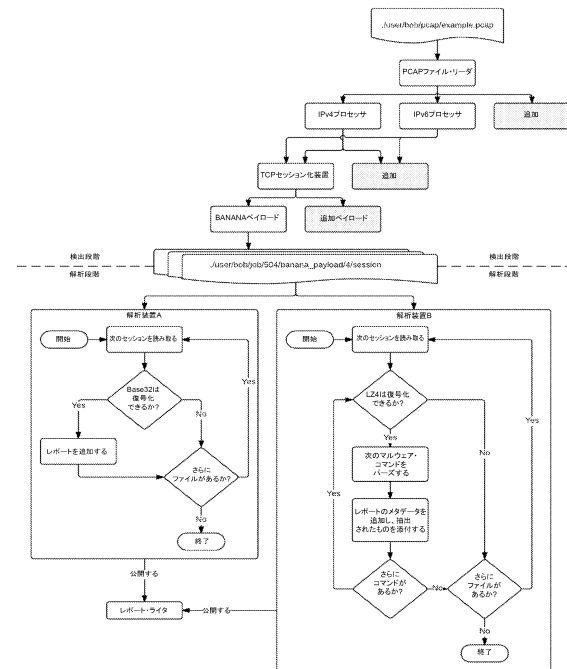 ./user/bob/pcap/example.pcap
PCAPファイル・リーダ
IPv4プロセッサ
IPv6プロセッサ
追加
TCPセッション化装置
追加
BANANAペイロード
追加ペイロード
検出段階
検出段階
./user/bob/job/504/banana_payload/4/session
解析段階
解析段階
解析装置A
解析装置B
開始
次のセッションを読み取る
開始
次のセッションを読み取る
Base32は
復号化
できるか?
Yes
No
Yes
レポートを追加する
さらに
ファイルがあるか?
No
終了
LZ4は復号化
できるか?
Yes
No
Yes
次のマルウェア・
コマンドを
パーズする
Yes
レポートのメタデータを
追加し、抽出
されたものを添付する
さらに
コマンドが
あるか?
No
さらに
ファイルが
あるか?
No
終了
公開する
レポート・ライタ
公開する